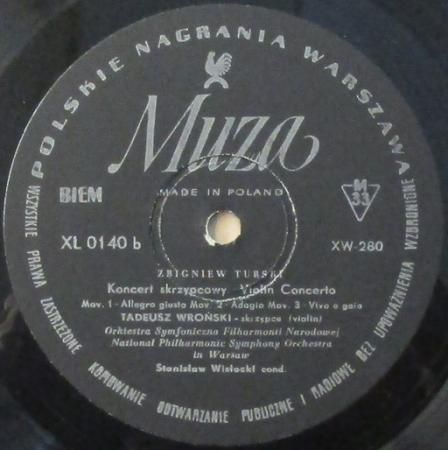 POLSKIE NAGRANIA WARSZAWA
Muza
BIEM
MADE IN POLAND
M
33
XL 0140 b
XW-280
ZBIGNIEW TURSKI
Koncert skrzypcowy Violin Concerto
Mov. 1 - Allegro giusto Mov. 2 - Adagio Mov. 3 - Vivo e gaio
TADEUSZ WROŃSKI - skrzypce (violin)
Orkiestra Symfoniczna Filharmonii Narodowej
National Philharmonic Symphony Orchestra
in Warsaw
Stanisław Wisłocki cond.
WSZYSTKIE PRAWA ZASTRZEŻONE KOPIOWANIE ODTWARZANIE PUBLICZNE I RADIOWE BEZ UPOWAŻNIENIA WZBRONIONE